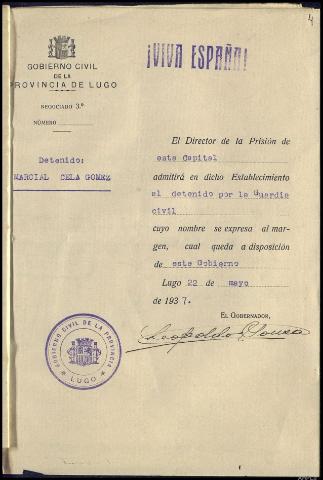 4
¡VIVA ESPAÑA!
GOBIERNO CIVIL
DE LA
PROVINCIA DE LUGO
NEGOCIADO 3.º
NÚMERO
Detenido:
MARCIAL CELA GOMEZ
El Director de la Prisión de
esta Capital
admitirá en dicho Establecimiento
al detenido por la Guardia
civil
cuyo nombre se expresa al mar-
gen, cual queda a disposición
de este Gobierno
Lugo 22 de mayo
de 1937.
EL GOBERNADOR,
GOBIERNO CIVIL DE LA PROVINCIA
LUGO